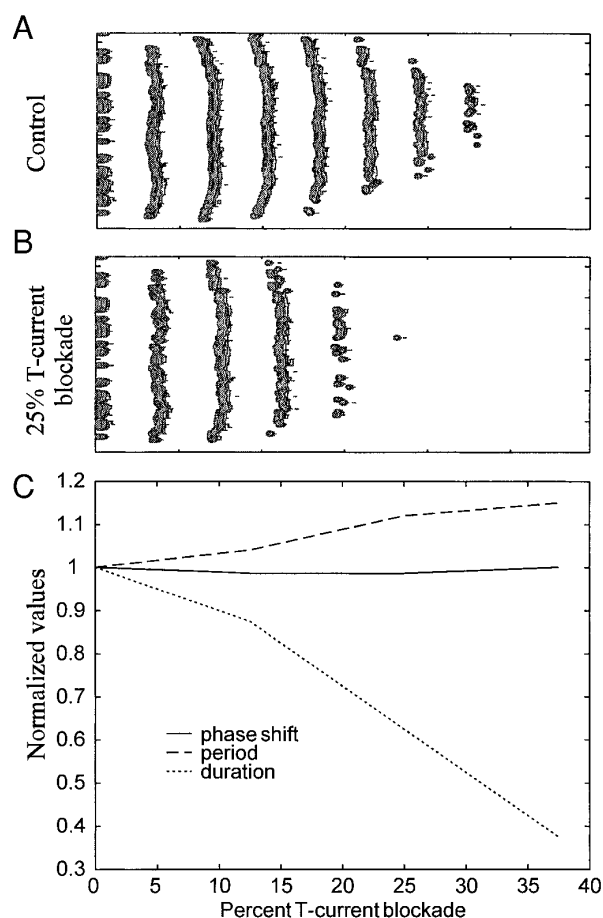 A
Control
B
25% T-current
blockade
C
1.2
1.1
1
0.9
0.8
0.7
0.6
0.5
0.4
0.3
Normalized values
phase shift
period
duration
0 5 10 15 20 25 30 35 40
Percent T-current blockade